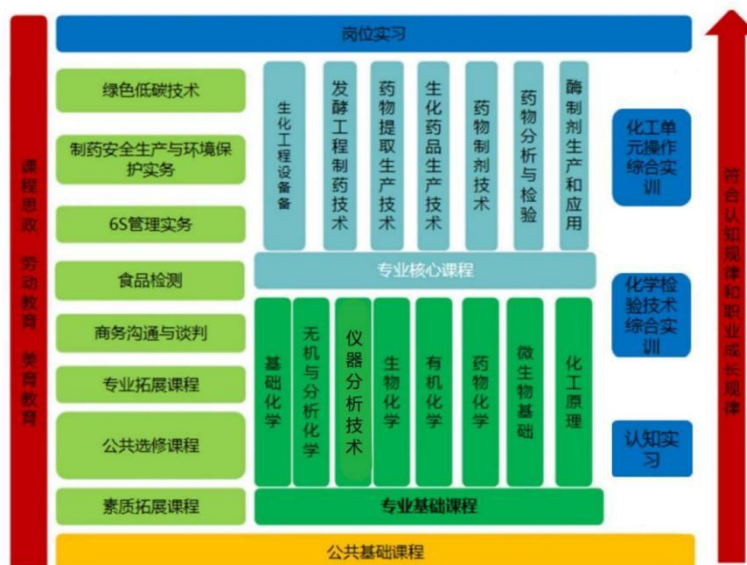 岗位实习
课程思政 劳动教育 美育教育
绿色低碳技术
制药安全生产与环境保
护实务
6S管理实务
食品检测
商务沟通与谈判
专业拓展课程
公共选修课程
素质拓展课程
生化工程设备备
发酵工程制药技术
药物提取生产技术
生化药品生产技术
药物制剂技术
药物分析与检验
酶制剂生产和应用
专业核心课程
基础化学
无机与分析化学
仪器分析技术
生物化学
有机化学
药物化学
微生物基础
化工原理
专业基础课程
化工单
元操作
综合实训
化学检
验技术
综合实
训
认知实
习
符合认知规律和职业成长规律
公共基础课程